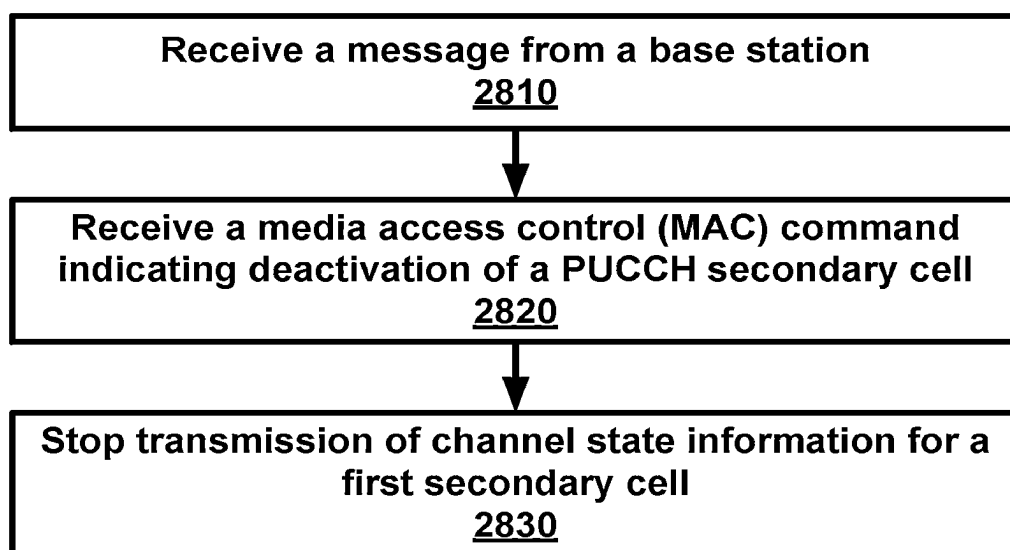 Receive a message from a base station
2810
Receive a media access control (MAC) command
indicating deactivation of a PUCCH secondary cell
2820
Stop transmission of channel state information for a
first secondary cell
2830